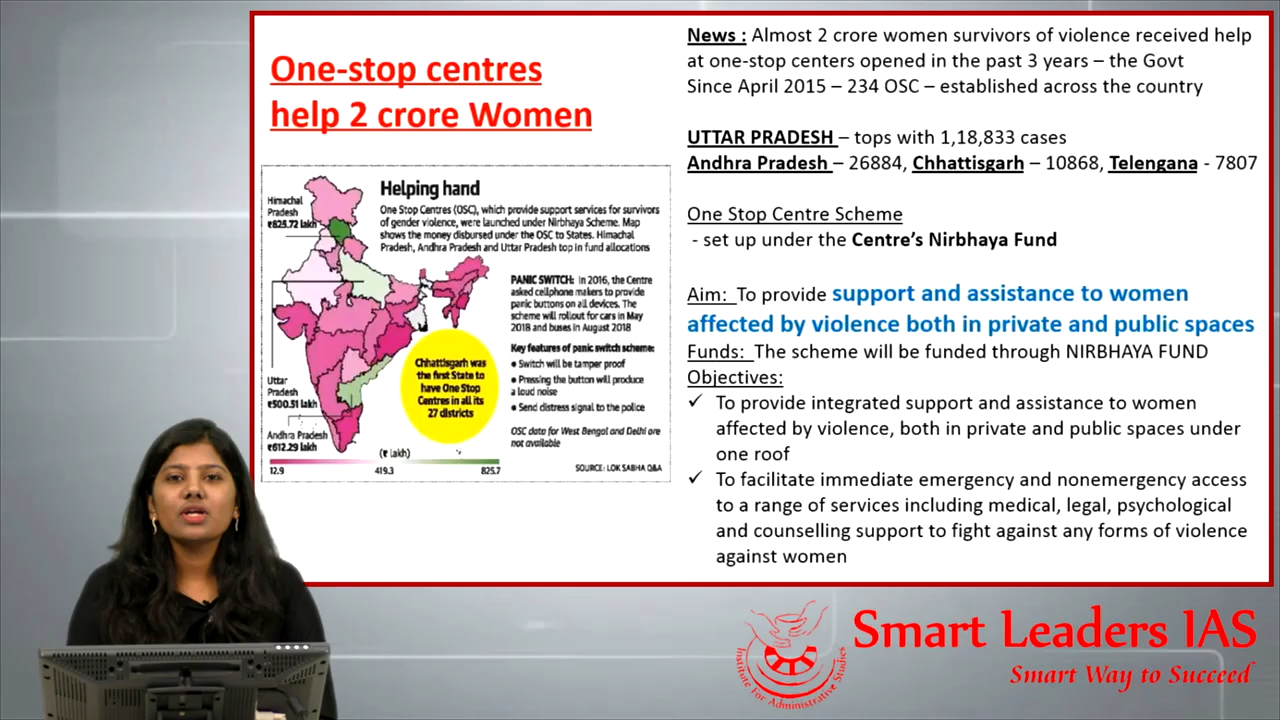 One-stop centres
help 2 crore Women
Helping hand
One Stop Centres (OSC), which provide support services for survivors
of gender violence, were launched under Nirbhaya Scheme. Map
shows the money disbursed under the OSC to States. Himachal
Pradesh, Andhra Pradesh and Uttar Pradesh top in fund allocations
Himachal
Pradesh
₹825.72 lakh
PANIC SWITCH: In 2016, the Centre
asked cellphone makers to provide
panic buttons on all devices. The
scheme will rollout for cars in May
2018 and buses in August 2018
Key features of panic switch scheme:
• Switch will be tamper proof
• Pressing the button will produce
a loud noise
• Send distress signal to the police
OSC data for West Bengal and Delhi are
not available
Chhattisgarh was
the first State to
have One Stop
Centres in all its
27 districts
Uttar
Pradesh
₹500.51 lakh
Andhra Pradesh
₹612.29 lakh
(₹ lakh)
12.9 419.3 825.7
SOURCE: LOK SABHA Q&A
News : Almost 2 crore women survivors of violence received help
at one-stop centers opened in the past 3 years – the Govt
Since April 2015 – 234 OSC – established across the country
UTTAR PRADESH – tops with 1,18,833 cases
Andhra Pradesh – 26884, Chhattisgarh – 10868, Telengana - 7807
One Stop Centre Scheme
- set up under the Centre's Nirbhaya Fund
Aim: To provide support and assistance to women
affected by violence both in private and public spaces
Funds: The scheme will be funded through NIRBHAYA FUND
Objectives:
✓ To provide integrated support and assistance to women
affected by violence, both in private and public spaces under
one roof
✓ To facilitate immediate emergency and nonemergency access
to a range of services including medical, legal, psychological
and counselling support to fight against any forms of violence
against women
Smart Leaders IAS
Smart Way to Succeed
Institute For Administrative Studies